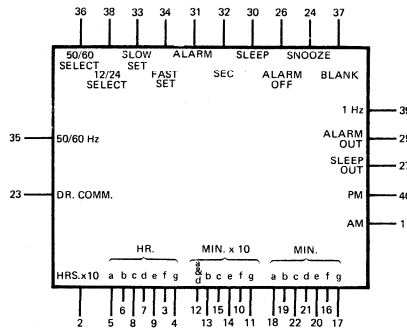 36 38 33 34 31 32 30 26 24 37
50/60 SELECT
12/24 SELECT
SLOW SET
FAST SET
ALARM
SEC
SLEEP
ALARM OFF
SNOOZE
BLANK
35 50/60 Hz
23 DR. COMM.
1 Hz 39
ALARM OUT 25
SLEEP OUT 27
PM 40
AM 1
HR. MIN. x 10 MIN.
HRS.x10 a b c d e f g a&d b c e f g a b c d e f g
2 5 6 8 7 9 3 4 12 13 15 14 10 11 18 19 22 21 20 16 17